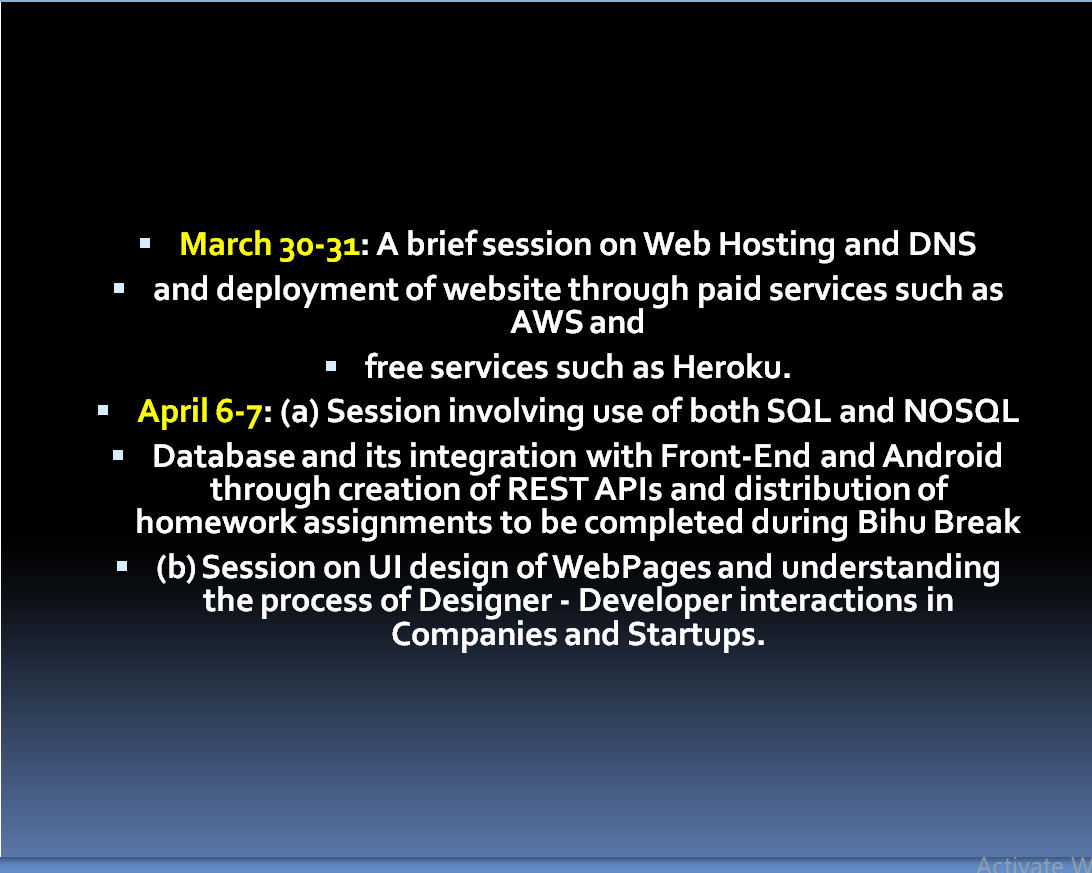 ▪ March 30-31: A brief session on Web Hosting and DNS
▪ and deployment of website through paid services such as
AWS and
▪ free services such as Heroku.
▪ April 6-7: (a) Session involving use of both SQL and NOSQL
▪ Database and its integration with Front-End and Android
through creation of REST APIs and distribution of
homework assignments to be completed during Bihu Break
▪ (b) Session on UI design of WebPages and understanding
the process of Designer - Developer interactions in
Companies and Startups.
Activate W